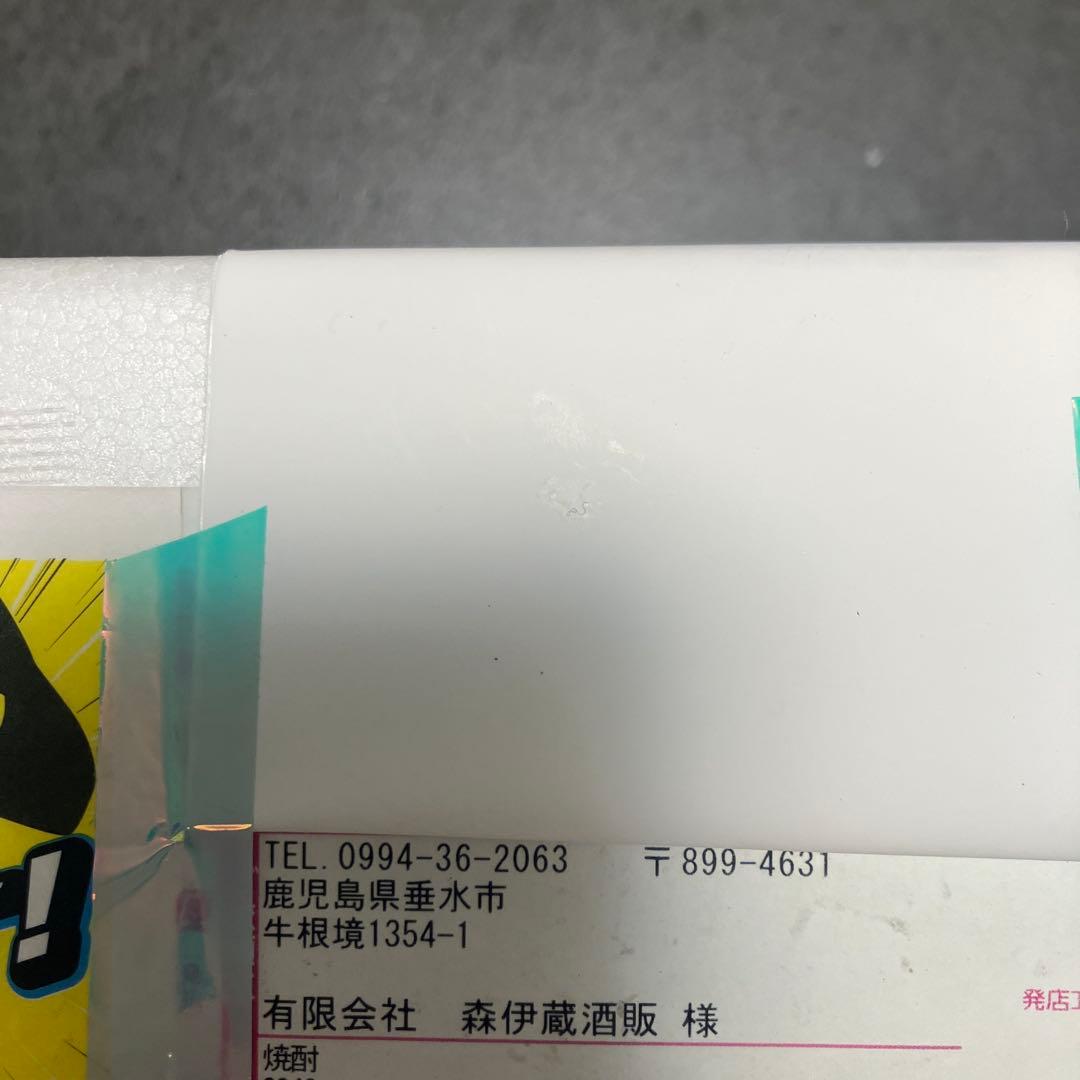 TEL. 0994-36-2063 〒899-4631
鹿児島県垂水市
牛根境1354-1
有限会社 森伊蔵酒販 様
発店
焼酎
!